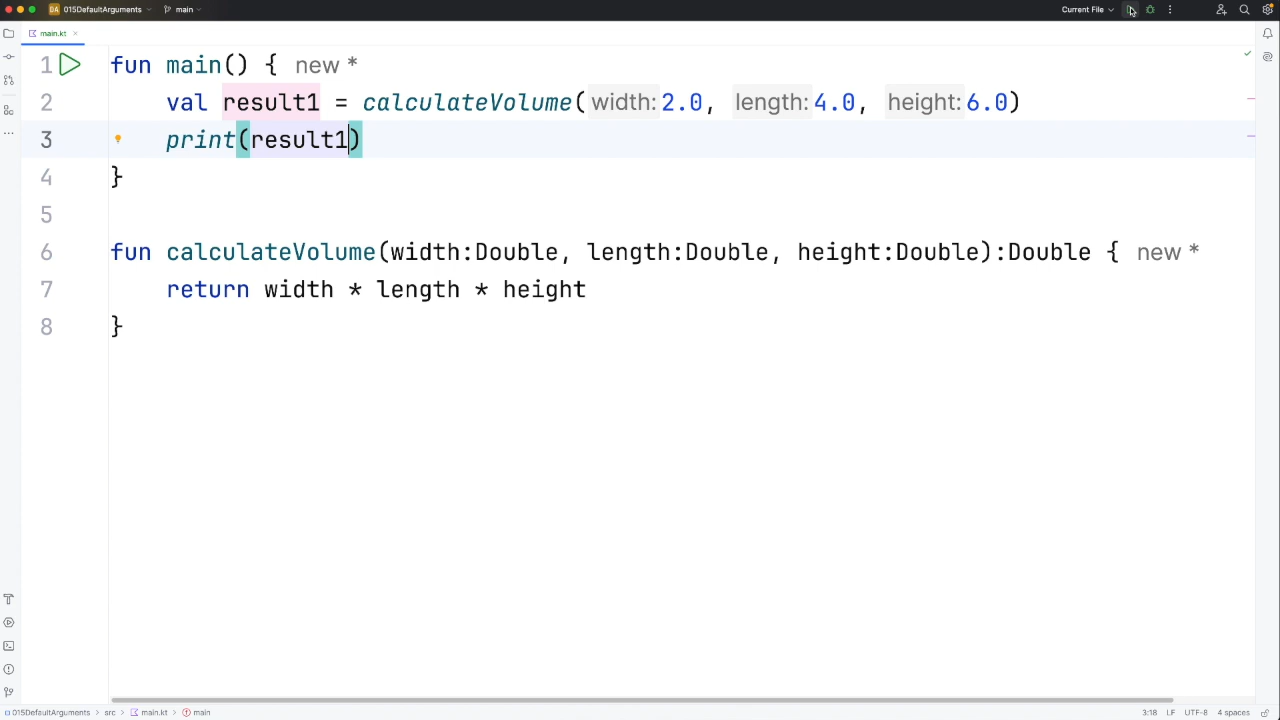 DA 015DefaultArguments main Current File
main.kt
1 fun main() { new *
2 val result1 = calculateVolume( width: 2.0, length: 4.0, height: 6.0)
3 print(result1)
4 }
5
6 fun calculateVolume(width:Double, length:Double, height:Double):Double { new *
7 return width * length * height
8 }
015DefaultArguments > src > main.kt > main 3:18 LF UTF-8 4 spaces